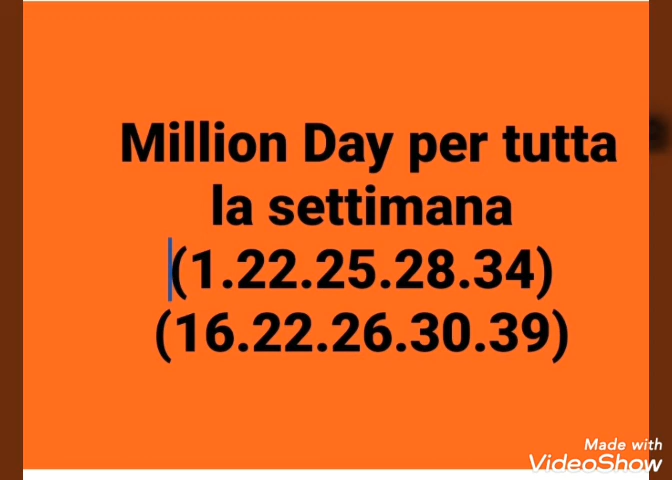 Million Day per tutta
la settimana
(1.22.25.28.34)
(16.22.26.30.39)
Made with
VideoShow